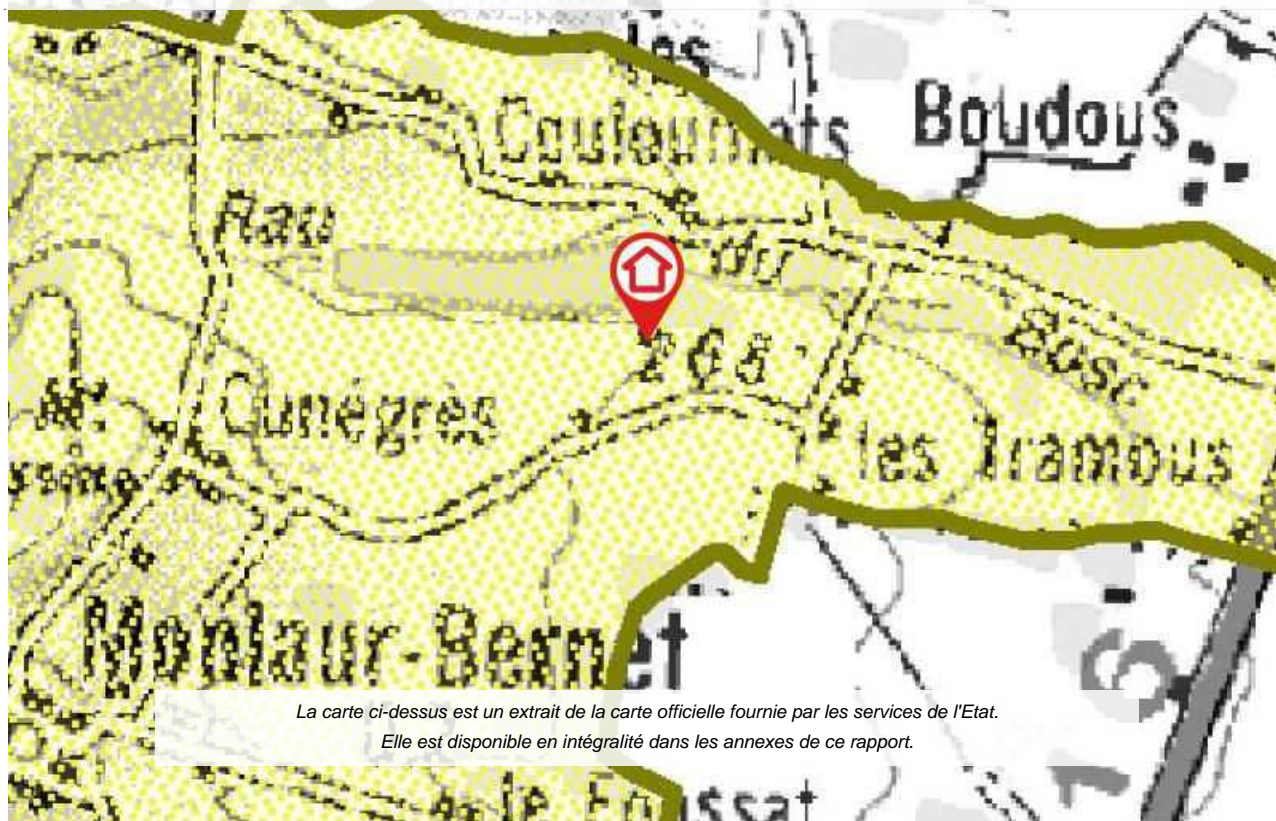 les
Couloumats
Boudous
Rau
du
Bosc
265
Cunégres
les Tramous
Monlaur-Bernet
La carte ci-dessus est un extrait de la carte officielle fournie par les services de l'Etat.
Elle est disponible en intégralité dans les annexes de ce rapport.